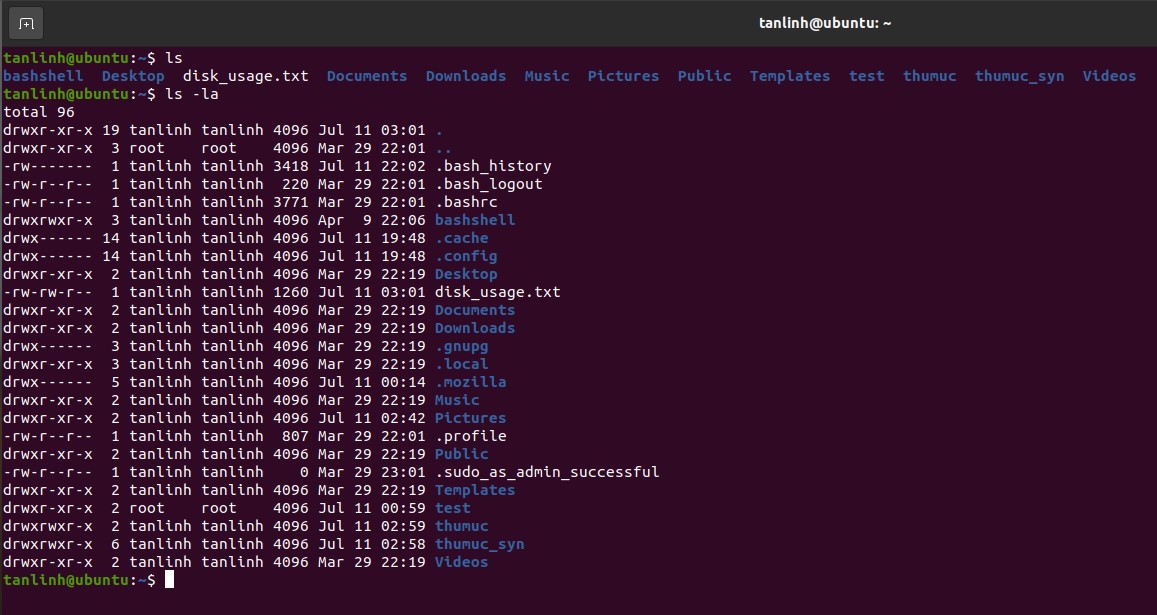 tanlinh@ubuntu: ~
tanlinh@ubuntu:~$ ls
bashshell  Desktop  disk_usage.txt  Documents  Downloads  Music  Pictures  Public  Templates  test  thumuc  thumuc_syn  Videos
tanlinh@ubuntu:~$ ls -la
total 96
drwxr-xr-x 19 tanlinh tanlinh 4096 Jul 11 03:01 .
drwxr-xr-x  3 root    root    4096 Mar 29 22:01 ..
-rw-------  1 tanlinh tanlinh 3418 Jul 11 22:02 .bash_history
-rw-r--r--  1 tanlinh tanlinh  220 Mar 29 22:01 .bash_logout
-rw-r--r--  1 tanlinh tanlinh 3771 Mar 29 22:01 .bashrc
drwxrwxr-x  3 tanlinh tanlinh 4096 Apr  9 22:06 bashshell
drwx------ 14 tanlinh tanlinh 4096 Jul 11 19:48 .cache
drwx------ 14 tanlinh tanlinh 4096 Jul 11 19:48 .config
drwxr-xr-x  2 tanlinh tanlinh 4096 Mar 29 22:19 Desktop
-rw-rw-r--  1 tanlinh tanlinh 1260 Jul 11 03:01 disk_usage.txt
drwxr-xr-x  2 tanlinh tanlinh 4096 Mar 29 22:19 Documents
drwxr-xr-x  2 tanlinh tanlinh 4096 Mar 29 22:19 Downloads
drwx------  3 tanlinh tanlinh 4096 Mar 29 22:19 .gnupg
drwxr-xr-x  3 tanlinh tanlinh 4096 Mar 29 22:19 .local
drwx------  5 tanlinh tanlinh 4096 Jul 11 00:14 .mozilla
drwxr-xr-x  2 tanlinh tanlinh 4096 Mar 29 22:19 Music
drwxr-xr-x  2 tanlinh tanlinh 4096 Jul 11 02:42 Pictures
-rw-r--r--  1 tanlinh tanlinh  807 Mar 29 22:01 .profile
drwxr-xr-x  2 tanlinh tanlinh 4096 Mar 29 22:19 Public
-rw-r--r--  1 tanlinh tanlinh    0 Mar 29 23:01 .sudo_as_admin_successful
drwxr-xr-x  2 tanlinh tanlinh 4096 Mar 29 22:19 Templates
drwxr-xr-x  2 root    root    4096 Jul 11 00:59 test
drwxrwxr-x  2 tanlinh tanlinh 4096 Jul 11 02:59 thumuc
drwxrwxr-x  6 tanlinh tanlinh 4096 Jul 11 02:58 thumuc_syn
drwxr-xr-x  2 tanlinh tanlinh 4096 Mar 29 22:19 Videos
tanlinh@ubuntu:~$